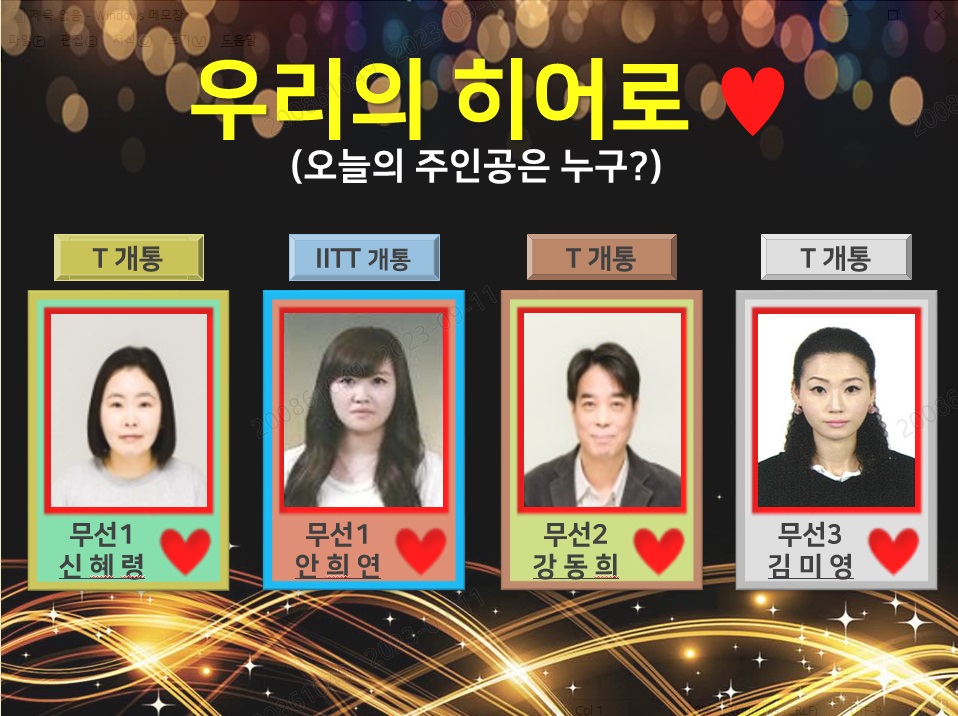 우리의 히어로 ♥
(오늘의 주인공은 누구?)
T 개통
IITT 개통
T 개통
T 개통
무선1
신 혜 령
무선1
안 희 연
무선2
강 동 희
무선3
김 미 영